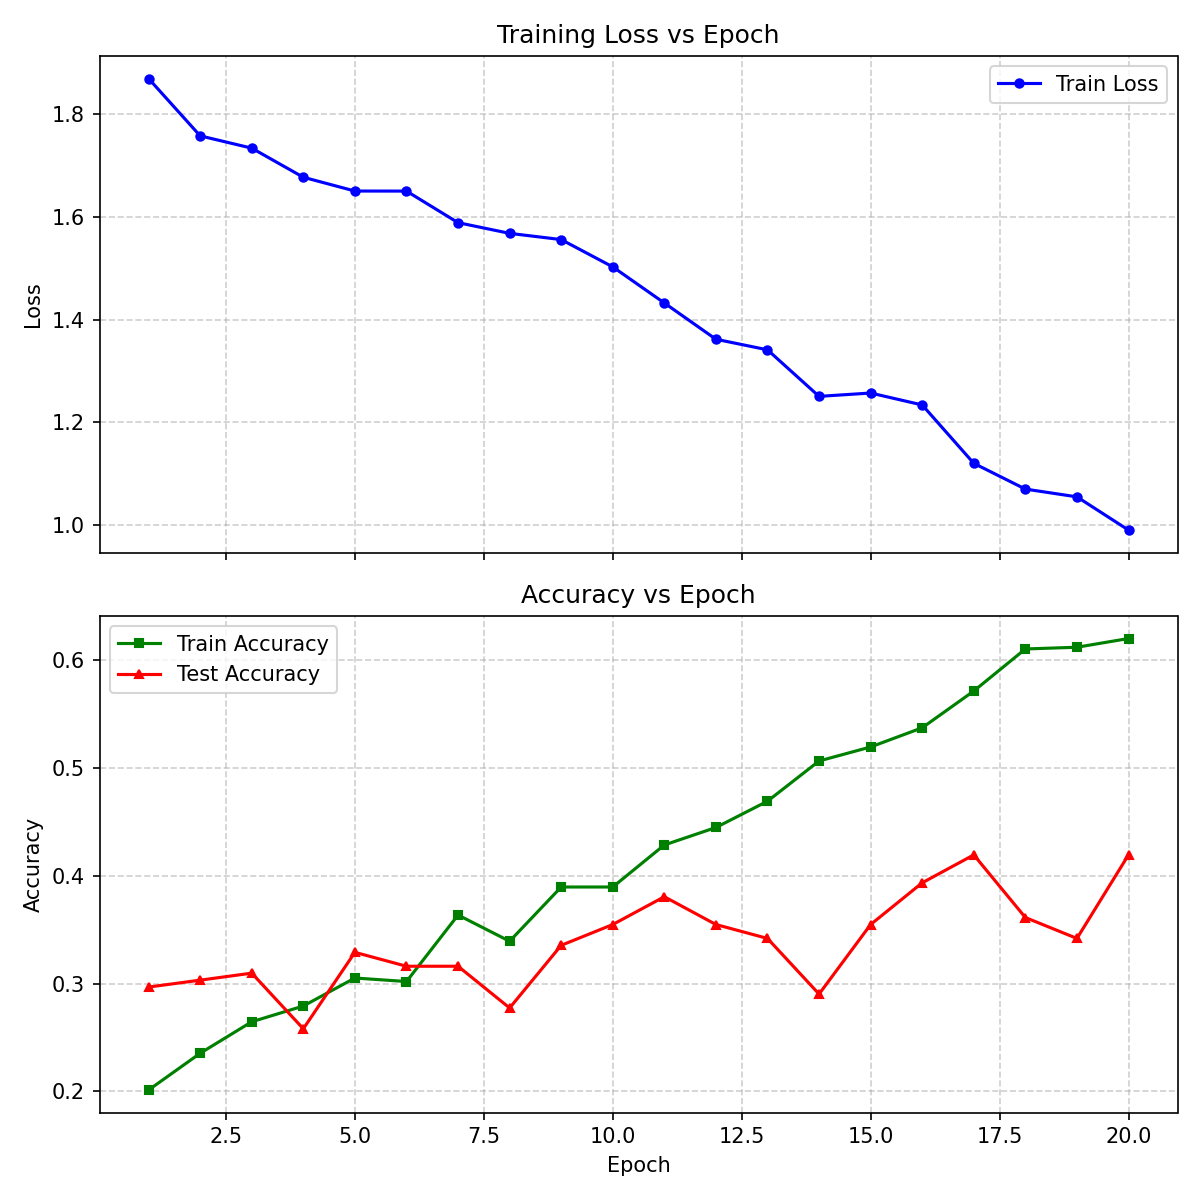 Training Loss vs Epoch
Train Loss
Loss
1.8
1.6
1.4
1.2
1.0
Accuracy vs Epoch
Train Accuracy
Test Accuracy
Accuracy
0.6
0.5
0.4
0.3
0.2
2.5 5.0 7.5 10.0 12.5 15.0 17.5 20.0
Epoch